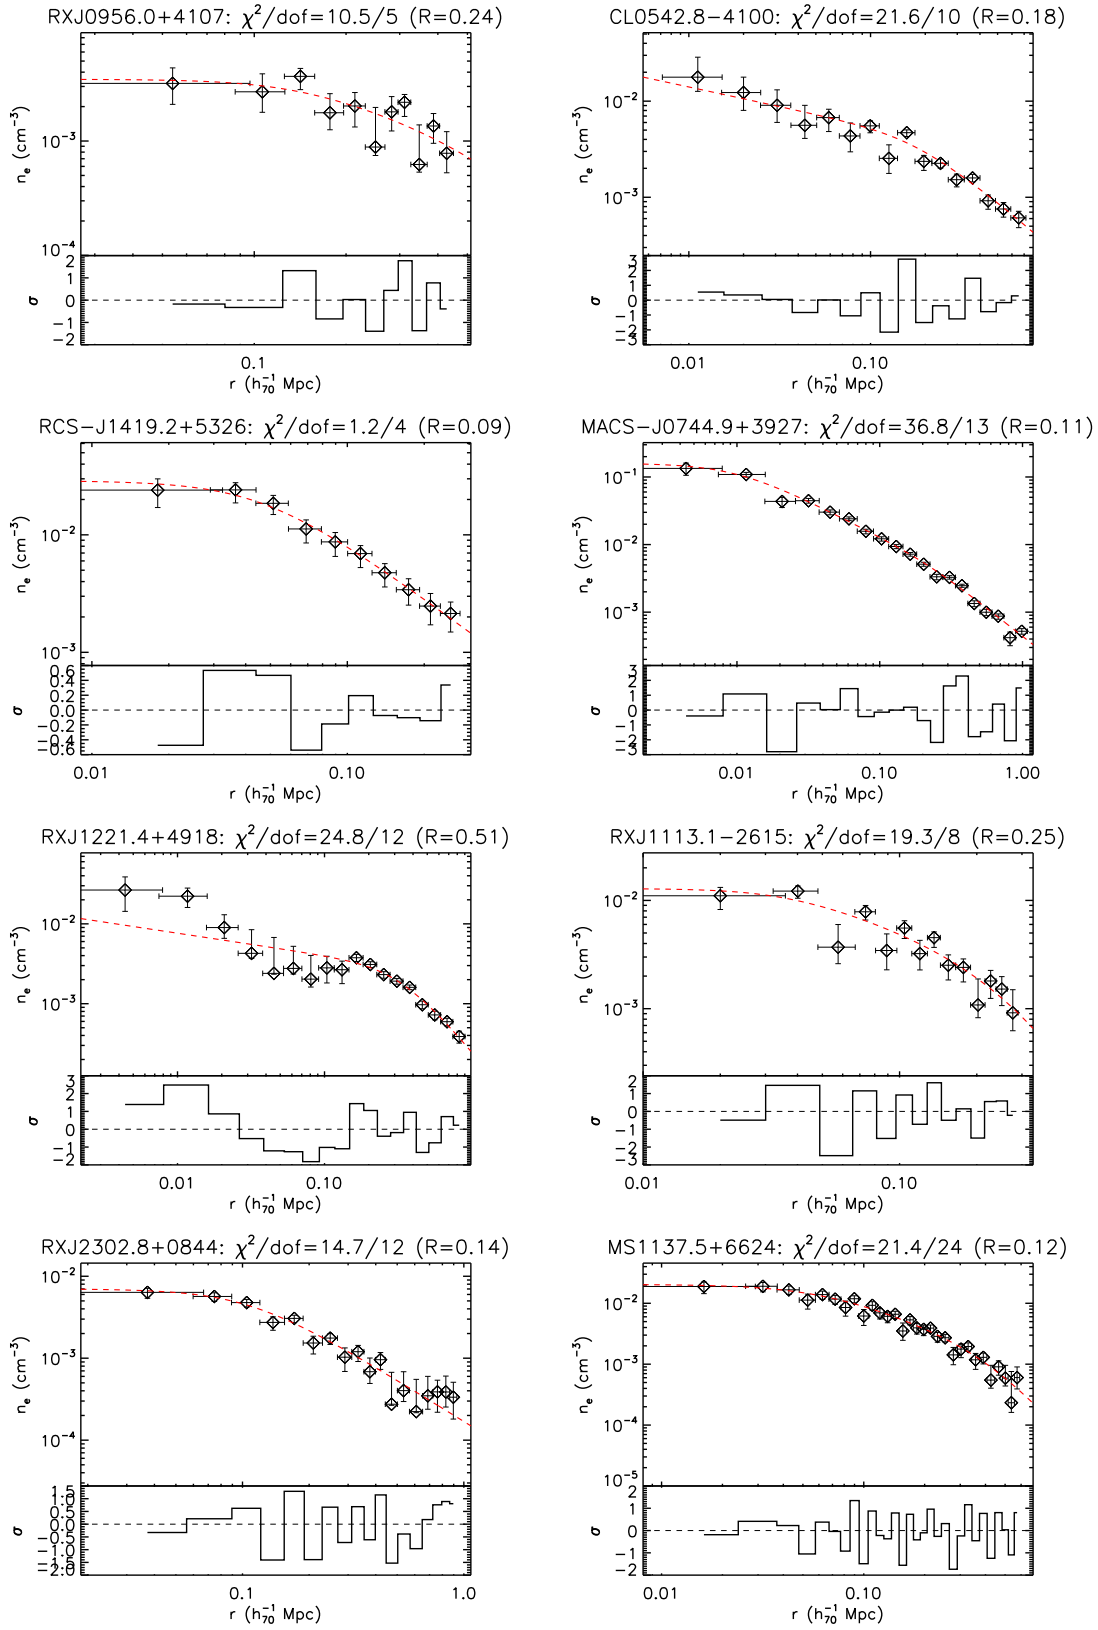 RXJ0956.0+4107: χ²/dof=10.5/5 (R=0.24)
n_e (cm⁻³)
10⁻³
10⁻⁴
σ
2
1
0
−1
−2
0.1
r (h₇₀⁻¹ Mpc)
CL0542.8−4100: χ²/dof=21.6/10 (R=0.18)
n_e (cm⁻³)
10⁻²
10⁻³
σ
3
2
1
0
−1
−2
−3
0.01 0.10
r (h₇₀⁻¹ Mpc)
RCS−J1419.2+5326: χ²/dof=1.2/4 (R=0.09)
n_e (cm⁻³)
10⁻²
10⁻³
σ
0.6
0.4
0.2
0.0
−0.2
−0.4
−0.6
0.01 0.10
r (h₇₀⁻¹ Mpc)
MACS−J0744.9+3927: χ²/dof=36.8/13 (R=0.11)
n_e (cm⁻³)
10⁻¹
10⁻²
10⁻³
σ
3
2
1
0
−1
−2
−3
0.01 0.10 1.00
r (h₇₀⁻¹ Mpc)
RXJ1221.4+4918: χ²/dof=24.8/12 (R=0.51)
n_e (cm⁻³)
10⁻²
10⁻³
σ
3
2
1
0
−1
−2
0.01 0.10
r (h₇₀⁻¹ Mpc)
RXJ1113.1−2615: χ²/dof=19.3/8 (R=0.25)
n_e (cm⁻³)
10⁻²
10⁻³
σ
2
1
0
−1
−2
−3
0.01 0.10
r (h₇₀⁻¹ Mpc)
RXJ2302.8+0844: χ²/dof=14.7/12 (R=0.14)
n_e (cm⁻³)
10⁻²
10⁻³
10⁻⁴
σ
1.5
1.0
0.5
0.0
−0.5
−1.0
−1.5
−2.0
0.1 1.0
r (h₇₀⁻¹ Mpc)
MS1137.5+6624: χ²/dof=21.4/24 (R=0.12)
n_e (cm⁻³)
10⁻²
10⁻³
10⁻⁴
10⁻⁵
σ
2
1
0
−1
−2
0.01 0.10
r (h₇₀⁻¹ Mpc)